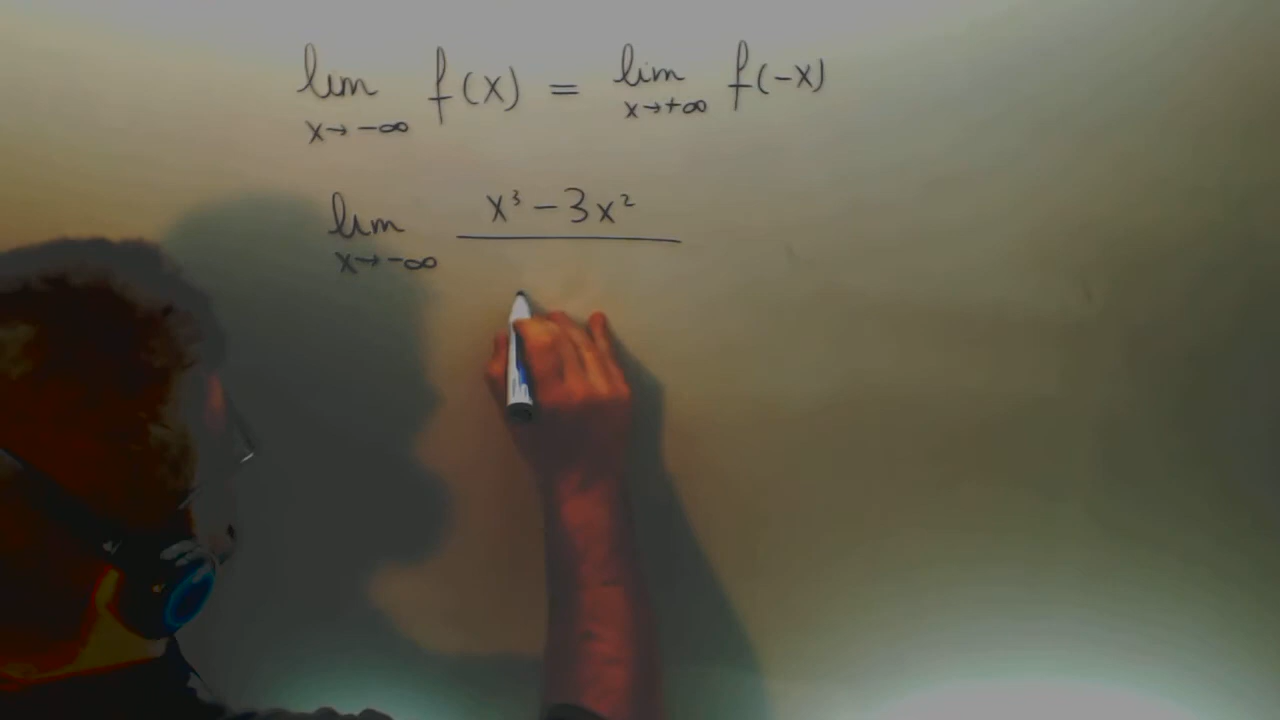 lim x→-∞ f(x) = lim x→+∞ f(-x)
lim x→-∞ x³ - 3x²